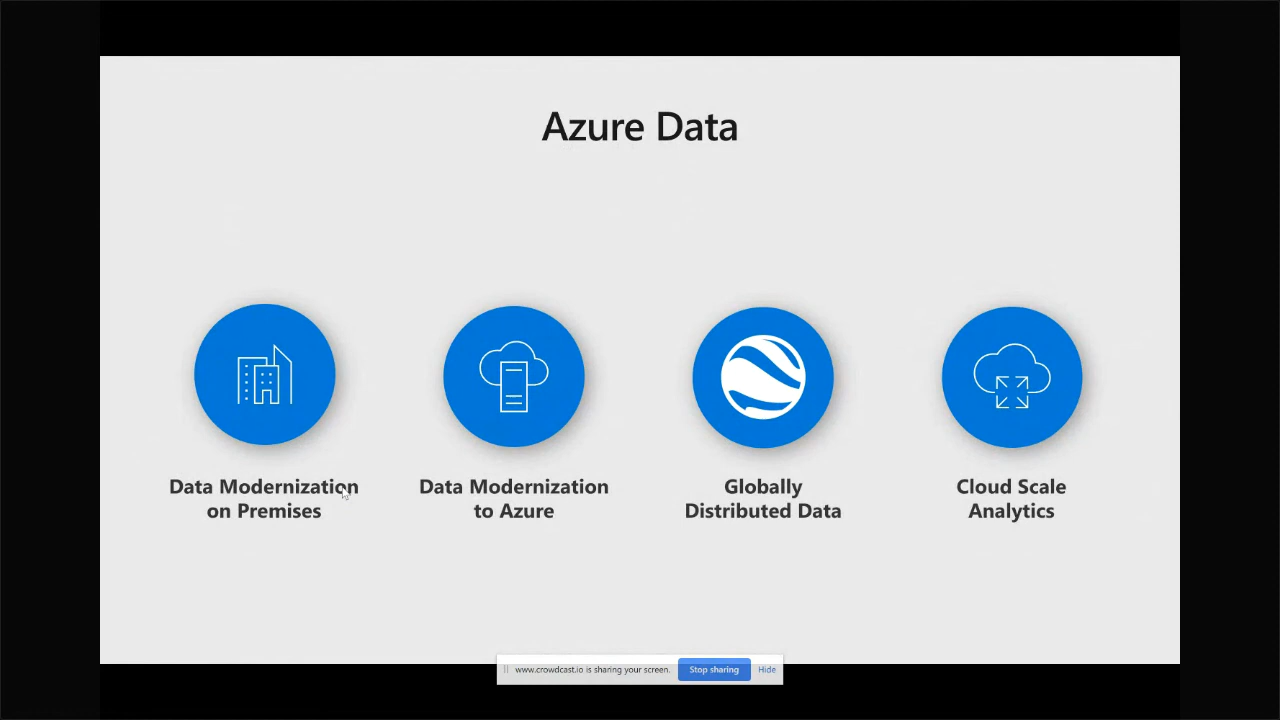 Azure Data
Data Modernization
on Premises
Data Modernization
to Azure
Globally
Distributed Data
Cloud Scale
Analytics
www.crowdcast.io is sharing your screen.
Stop sharing
Hide